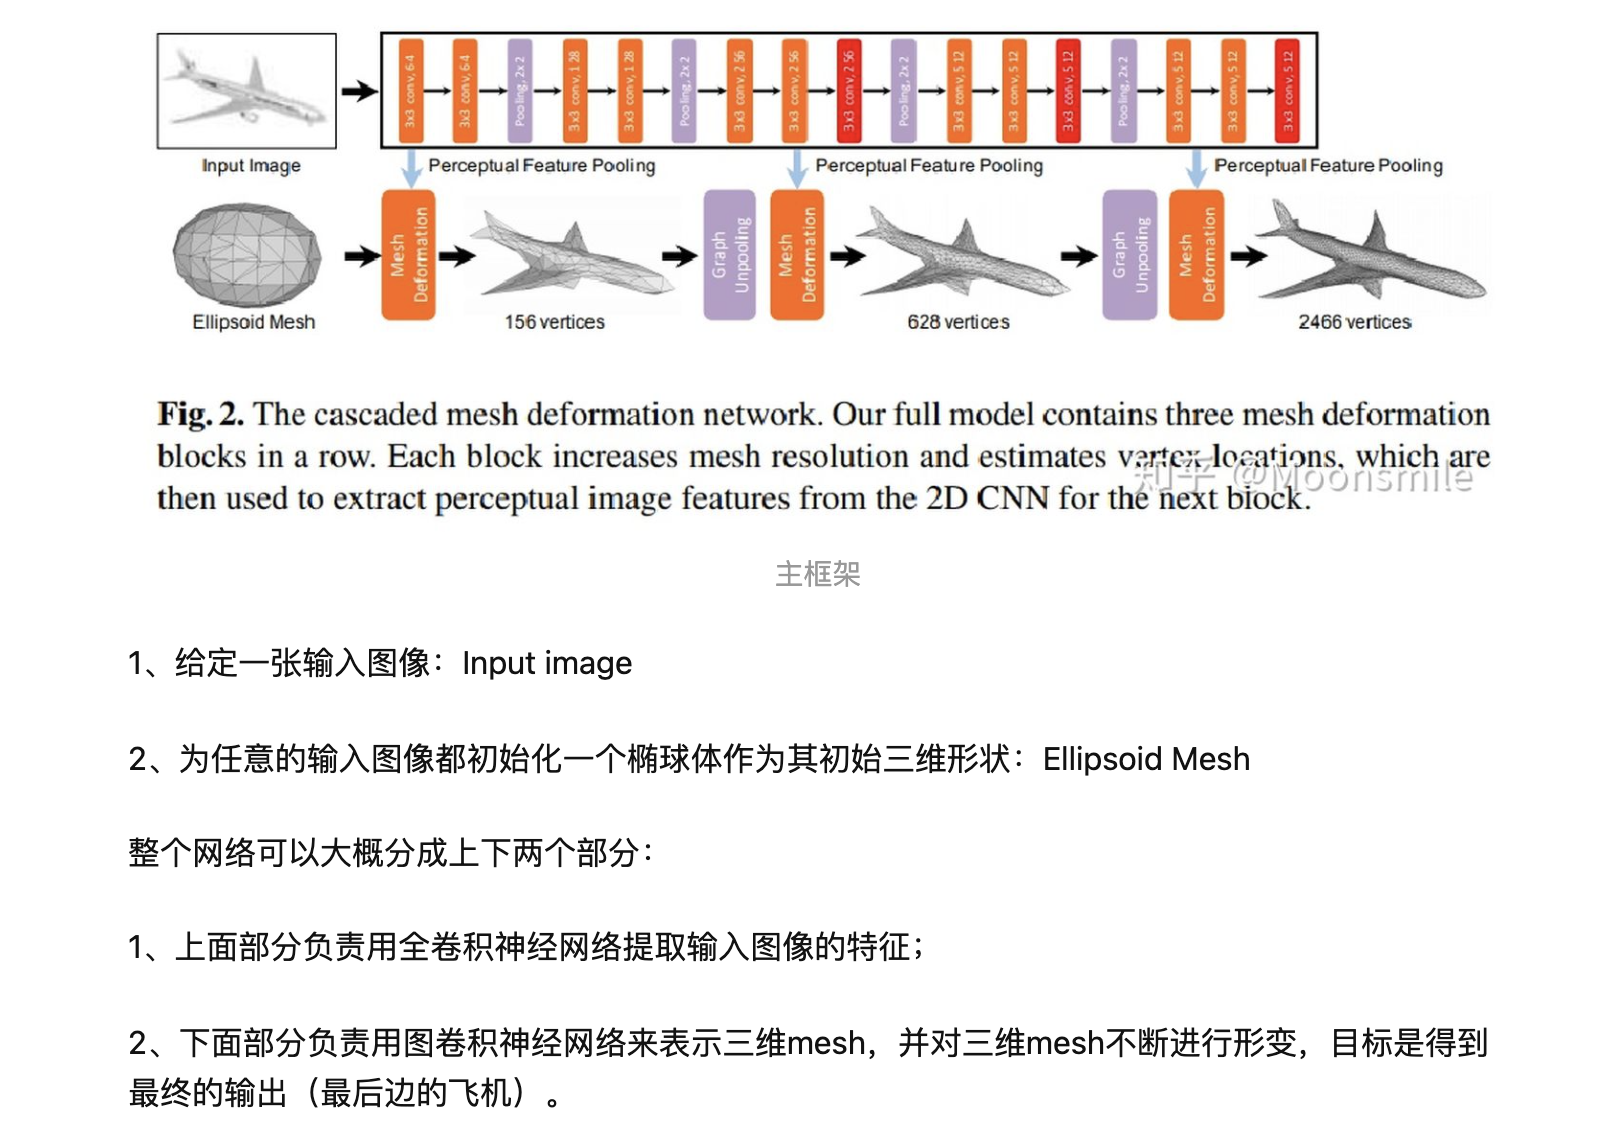 3x3 conv, 64
3x3 conv, 64
Pooling, 2x2
3x3 conv, 128
3x3 conv, 128
Pooling, 2x2
3x3 conv, 256
3x3 conv, 256
3x3 conv, 256
Pooling, 2x2
3x3 conv, 512
3x3 conv, 512
3x3 conv, 512
Pooling, 2x2
3x3 conv, 512
3x3 conv, 512
3x3 conv, 512
Input Image
Perceptual Feature Pooling
Perceptual Feature Pooling
Perceptual Feature Pooling
Mesh
Deformation
Graph
Unpooling
Mesh
Deformation
Graph
Unpooling
Mesh
Deformation
Ellipsoid Mesh
156 vertices
628 vertices
2466 vertices
Fig. 2. The cascaded mesh deformation network. Our full model contains three mesh deformation
blocks in a row. Each block increases mesh resolution and estimates vertex locations, which are
then used to extract perceptual image features from the 2D CNN for the next block.
知乎 @Moonsmile
主框架
1、给定一张输入图像：Input image
2、为任意的输入图像都初始化一个椭球体作为其初始三维形状：Ellipsoid Mesh
整个网络可以大概分成上下两个部分：
1、上面部分负责用全卷积神经网络提取输入图像的特征；
2、下面部分负责用图卷积神经网络来表示三维mesh，并对三维mesh不断进行形变，目标是得到
最终的输出（最后边的飞机）。